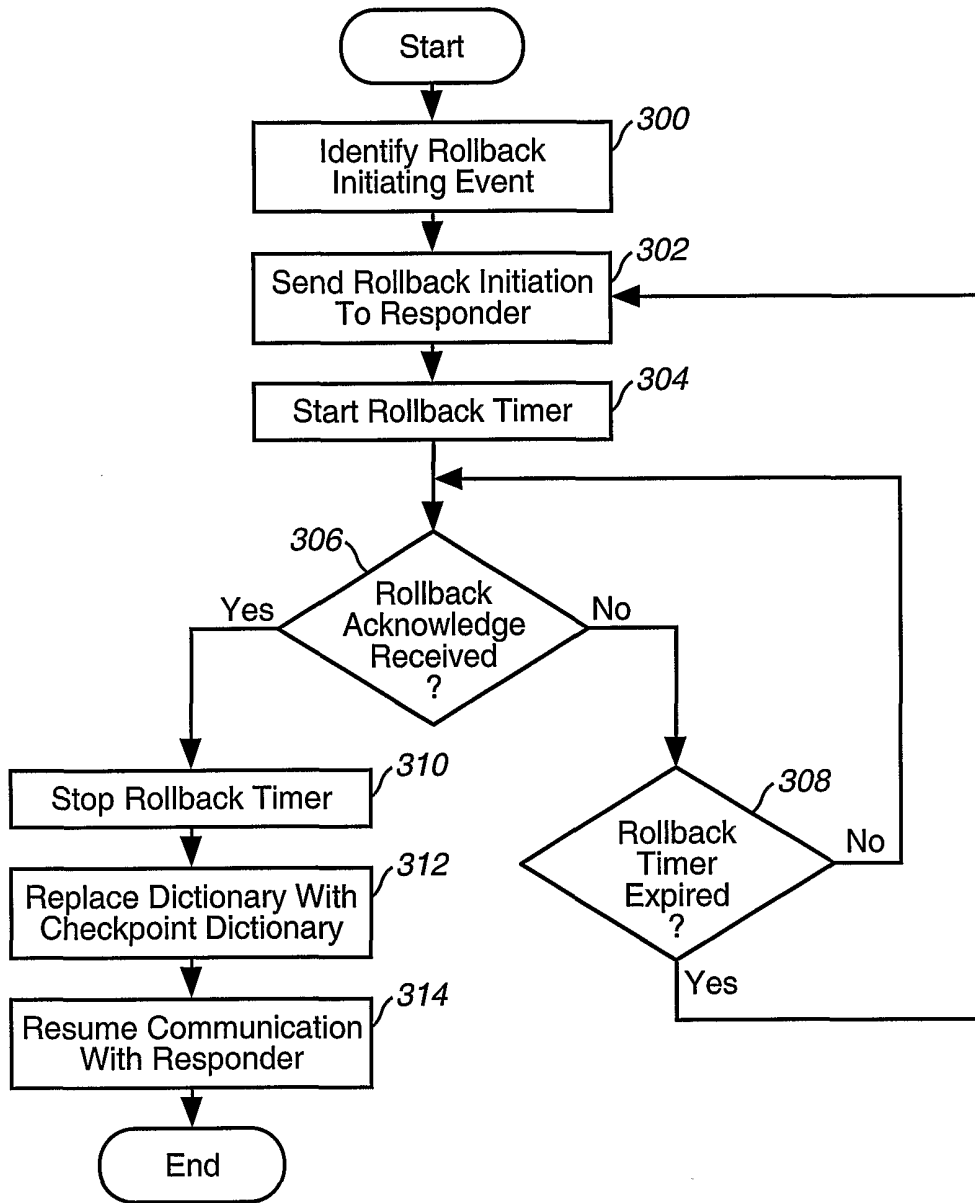 Start
300
Identify Rollback
Initiating Event
302
Send Rollback Initiation
To Responder
304
Start Rollback Timer
306
Rollback
Acknowledge
Received
?
Yes
No
310
Stop Rollback Timer
308
Rollback
Timer
Expired
?
No
Yes
312
Replace Dictionary With
Checkpoint Dictionary
314
Resume Communication
With Responder
End